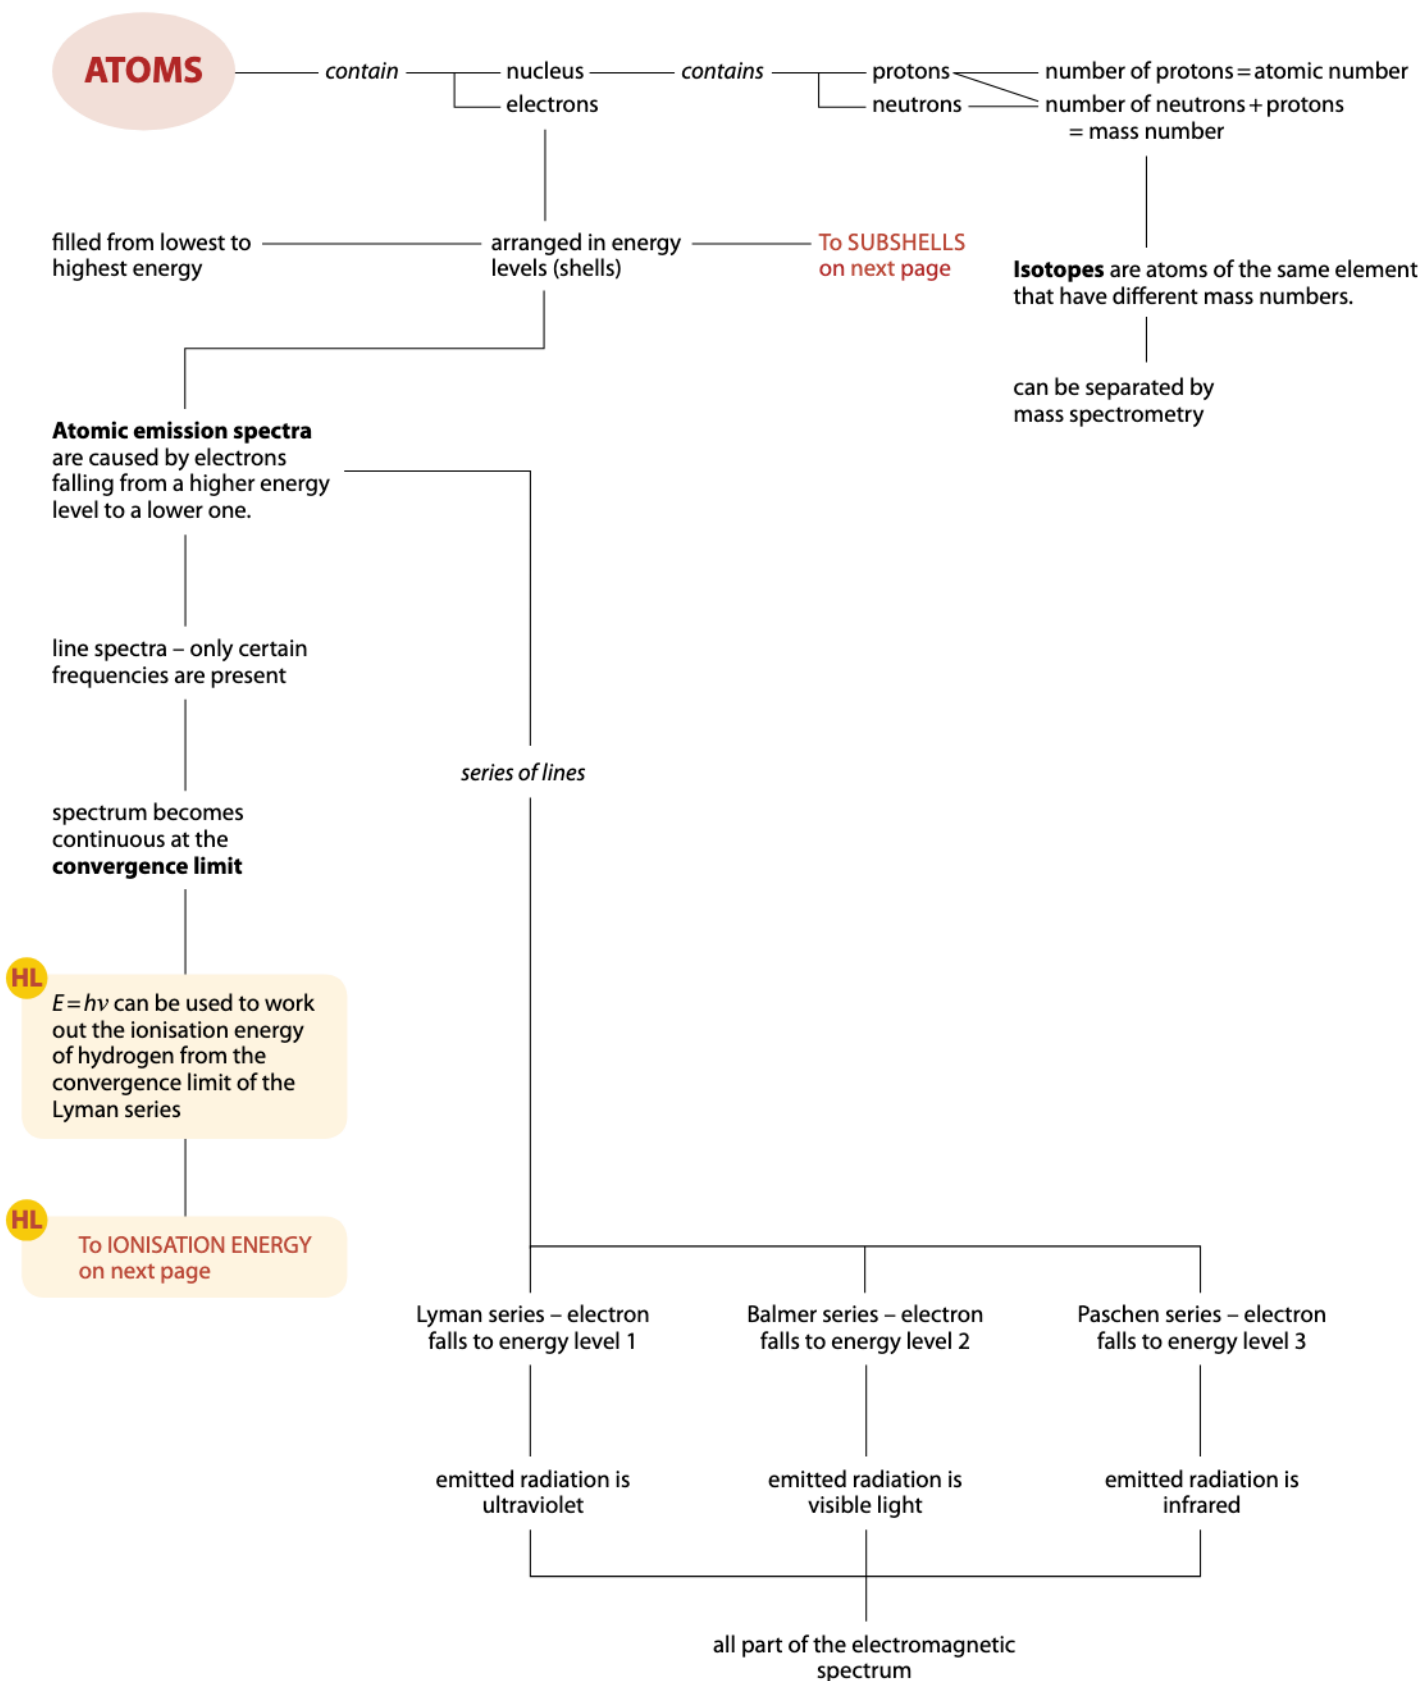 ATOMS
contain
nucleus
electrons
contains
protons
neutrons
number of protons = atomic number
number of neutrons + protons
= mass number
filled from lowest to
highest energy
arranged in energy
levels (shells)
To SUBSHELLS
on next page
Isotopes are atoms of the same element
that have different mass numbers.
can be separated by
mass spectrometry
Atomic emission spectra
are caused by electrons
falling from a higher energy
level to a lower one.
line spectra – only certain
frequencies are present
series of lines
spectrum becomes
continuous at the
convergence limit
HL
E = hν can be used to work
out the ionisation energy
of hydrogen from the
convergence limit of the
Lyman series
HL
To IONISATION ENERGY
on next page
Lyman series – electron
falls to energy level 1
Balmer series – electron
falls to energy level 2
Paschen series – electron
falls to energy level 3
emitted radiation is
ultraviolet
emitted radiation is
visible light
emitted radiation is
infrared
all part of the electromagnetic
spectrum